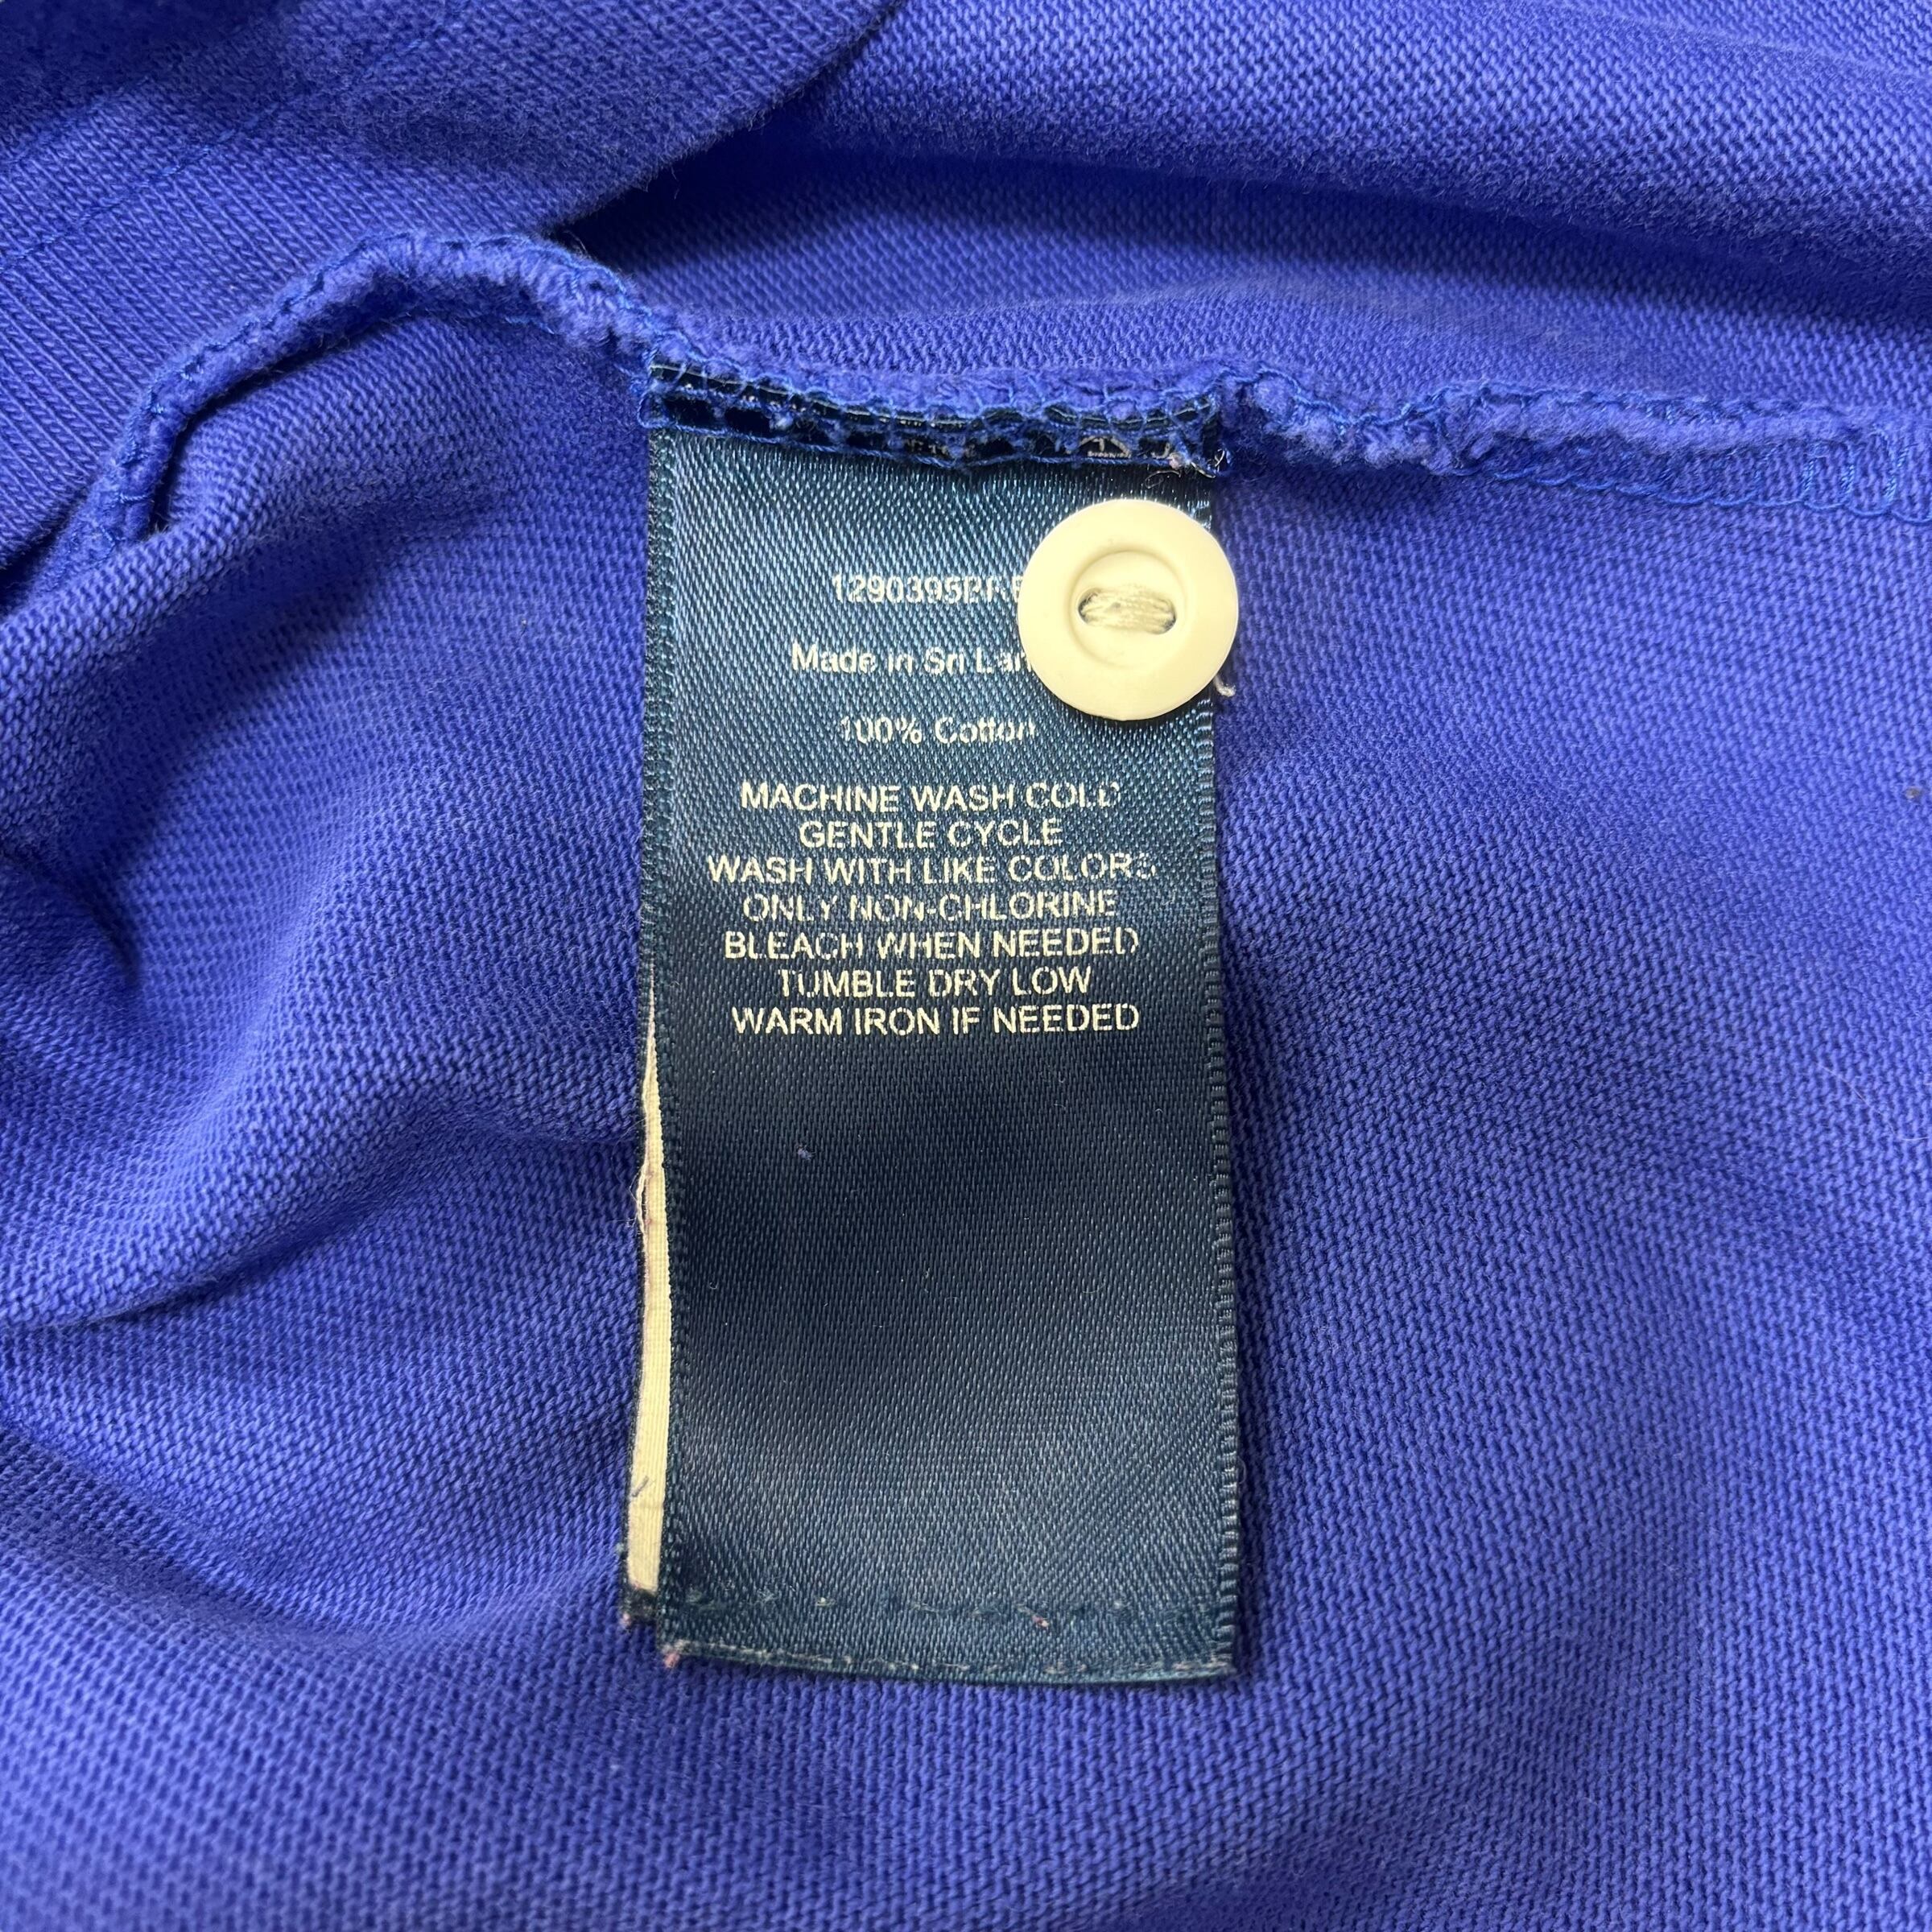 Made in Sri Lan
100% Cotton
MACHINE WASH COLD
GENTLE CYCLE
WASH WITH LIKE COLORS
ONLY NON-CHLORINE
BLEACH WHEN NEEDED
TUMBLE DRY LOW
WARM IRON IF NEEDED